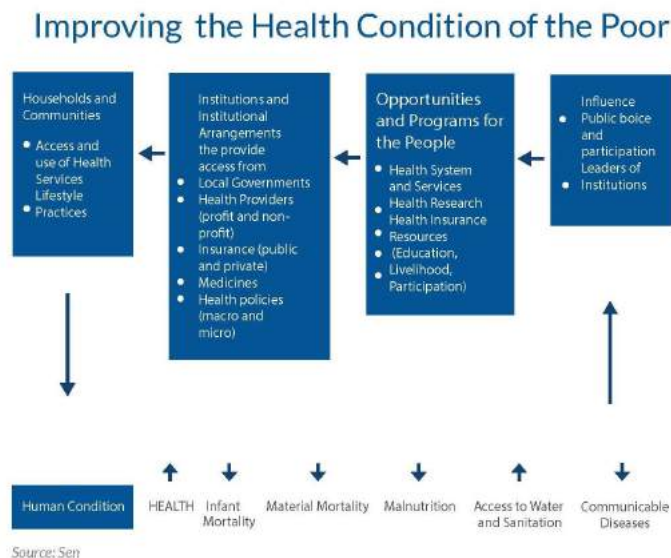 Improving the Health Condition of the Poor
Households and
Communities
Access and
use of Health
Services
Lifestyle
Practices
Institutions and
Institutional
Arrangements
the provide
access from
Local Governments
Health Providers
(profit and non-
profit)
Insurance (public
and private)
Medicines
Health policies
(macro and
micro)
Opportunities
and Programs for
the People
Health System
and Services
Health Research
Health Insurance
Resources
(Education,
Livelihood,
Participation)
Influence
Public boice
and
participation
Leaders of
Institutions
Human Condition
HEALTH
Infant
Mortality
Material Mortality
Malnutrition
Access to Water
and Sanitation
Communicable
Diseases
Source: Sen